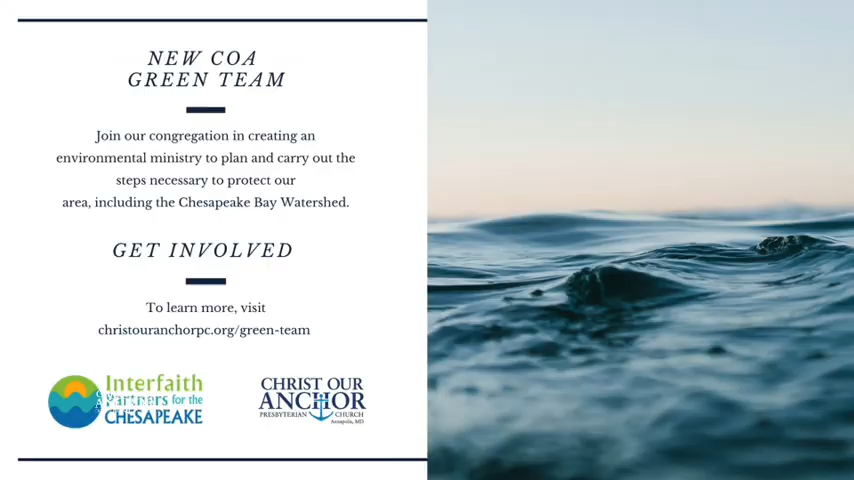 NEW COA
GREEN TEAM
Join our congregation in creating an
environmental ministry to plan and carry out the
steps necessary to protect our
area, including the Chesapeake Bay Watershed.
GET INVOLVED
To learn more, visit
christouranchorpc.org/green-team
Interfaith
Partners for the
CHESAPEAKE
CHRIST OUR
ANCHOR
PRESBYTERIAN CHURCH
Annapolis, MD